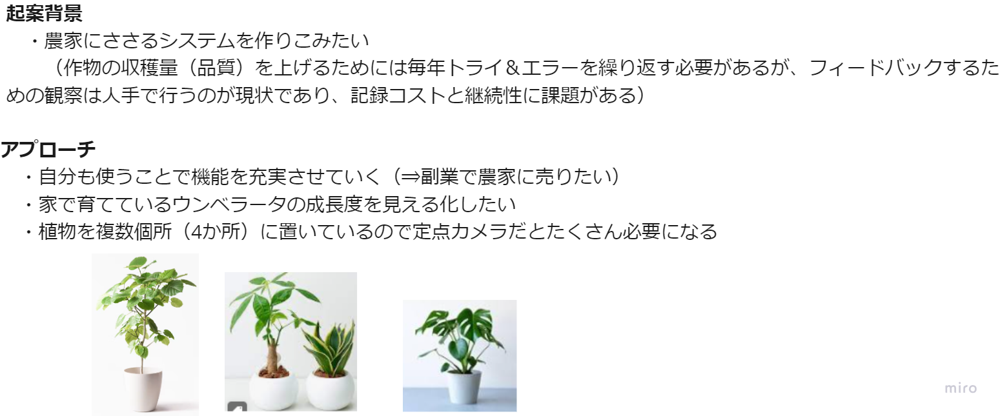 起案背景
・農家にささるシステムを作りこみたい
（作物の収穫量（品質）を上げるためには毎年トライ＆エラーを繰り返す必要があるが、フィードバックするた
めの観察は人手で行うのが現状であり、記録コストと継続性に課題がある）
アプローチ
・自分も使うことで機能を充実させていく（⇒副業で農家に売りたい）
・家で育てているウンベラータの成長度を見える化したい
・植物を複数個所（4か所）に置いているので定点カメラだとたくさん必要になる
miro